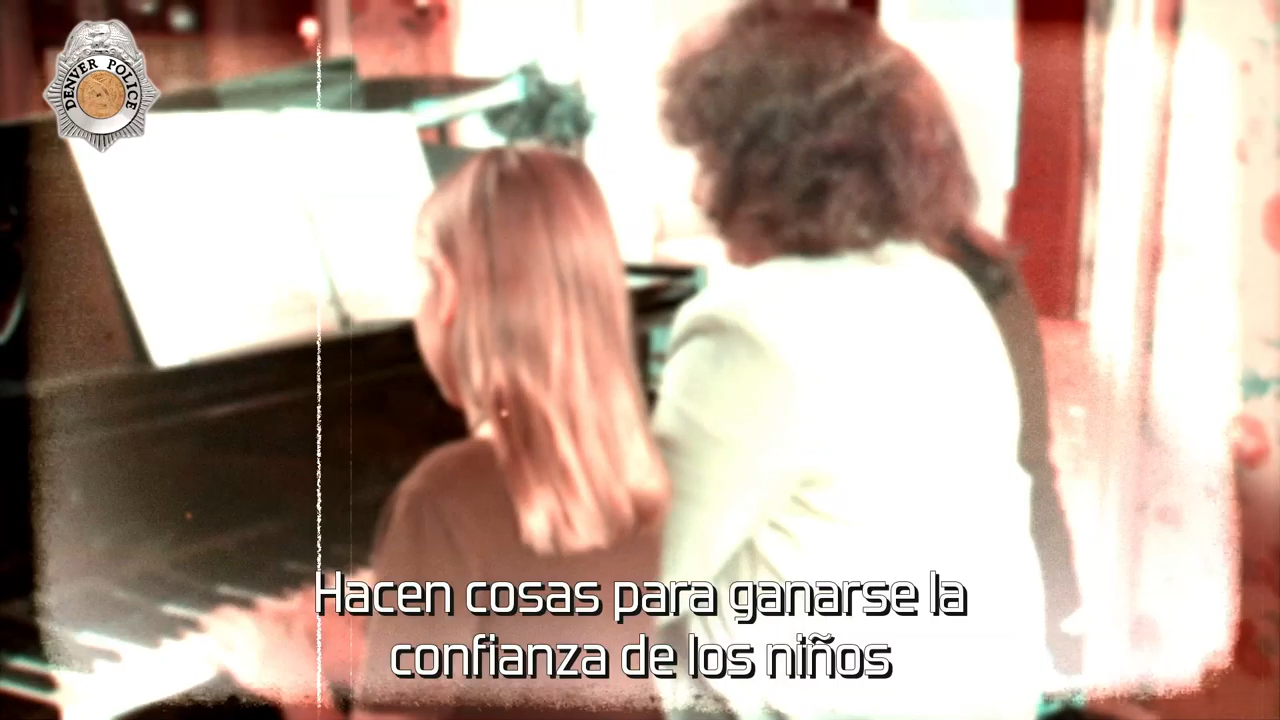 DENVER POLICE
Hacen cosas para ganarse la
confianza de los niños